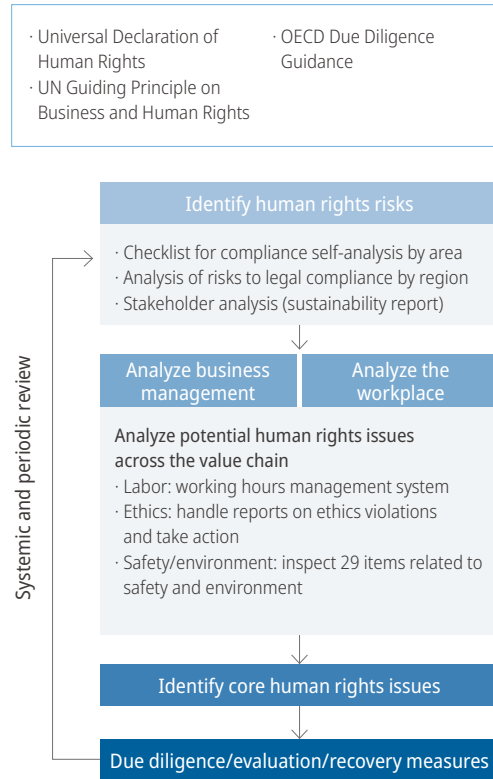 · Universal Declaration of
Human Rights
· UN Guiding Principle on
Business and Human Rights
· OECD Due Diligence
Guidance
Identify human rights risks
· Checklist for compliance self-analysis by area
· Analysis of risks to legal compliance by region
· Stakeholder analysis (sustainability report)
Analyze business
management
Analyze the
workplace
Analyze potential human rights issues
across the value chain
· Labor: working hours management system
· Ethics: handle reports on ethics violations
and take action
· Safety/environment: inspect 29 items related to
safety and environment
Identify core human rights issues
Due diligence/evaluation/recovery measures
Systemic and periodic review